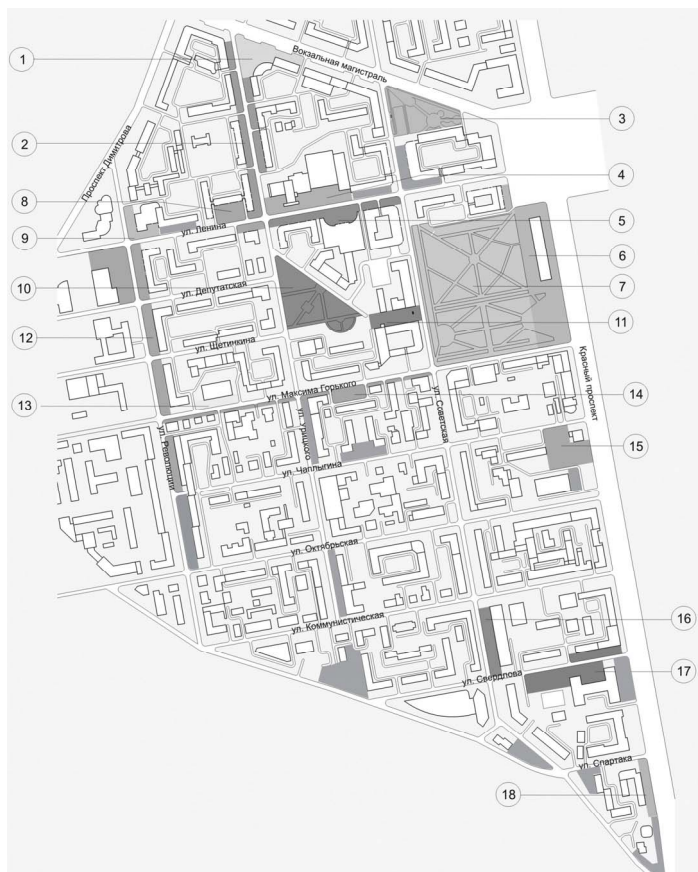 1
Вокзальная магистраль
3
2
Проспект Димитрова
4
8
ул. Ленина
5
9
6
10
ул. Депутатская
7
11
12
ул. Щетинкина
Красный проспект
13
ул. Максима Горького
14
ул. Революции
ул. Урицкого
ул. Советская
15
ул. Чаплыгина
ул. Октябрьская
16
ул. Коммунистическая
17
ул. Свердлова
ул. Спартака
18